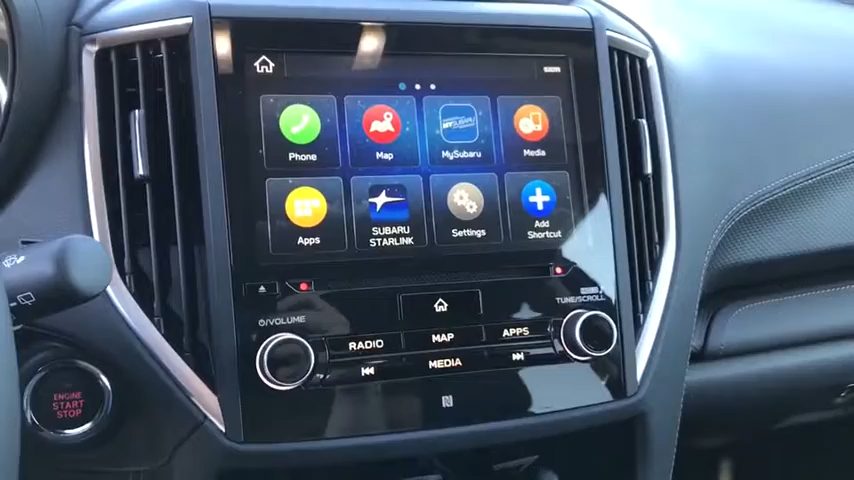 Phone
Map
MYSUBARU
MySubaru
Media
Apps
SUBARU
STARLINK
Settings
Add
Shortcut
VOLUME
TUNE/SCROLL
RADIO
MAP
APPS
MEDIA
ENGINE
START
STOP